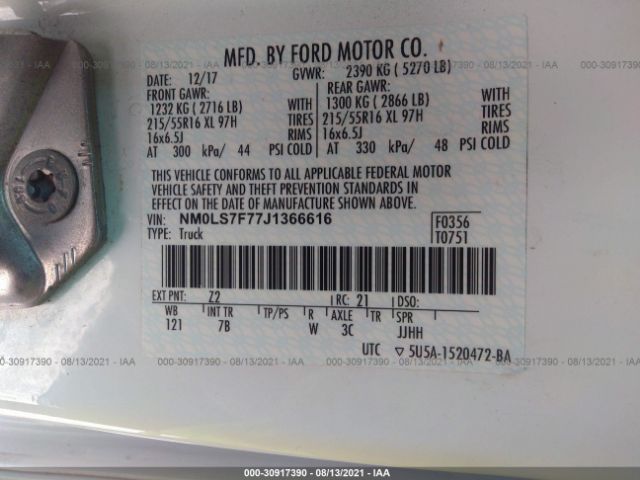 MFD. BY FORD MOTOR CO.
DATE: 12/17 GVWR: 2390 KG ( 5270 LB)
FRONT GAWR: REAR GAWR:
1232 KG ( 2716 LB) WITH 1300 KG ( 2866 LB) WITH
215/55R16 XL 97H TIRES 215/55R16 XL 97H TIRES
16x6.5J RIMS 16x6.5J RIMS
AT 300 kPa/ 44 PSI COLD AT 330 kPa/ 48 PSI COLD
THIS VEHICLE CONFORMS TO ALL APPLICABLE FEDERAL MOTOR
VEHICLE SAFETY AND THEFT PREVENTION STANDARDS IN
EFFECT ON THE DATE OF MANUFACTURE SHOWN ABOVE.
VIN: NM0LS7F77J1366616 F0356
TYPE: Truck T0751
EXT PNT: Z2 RC: 21 DSO:
WB INT TR TP/PS R AXLE TR SPR
121 7B W 3C JJHH
UTC ▽ 5U5A-1520472-BA
000-30917390 - 08/13/2021 - IAA